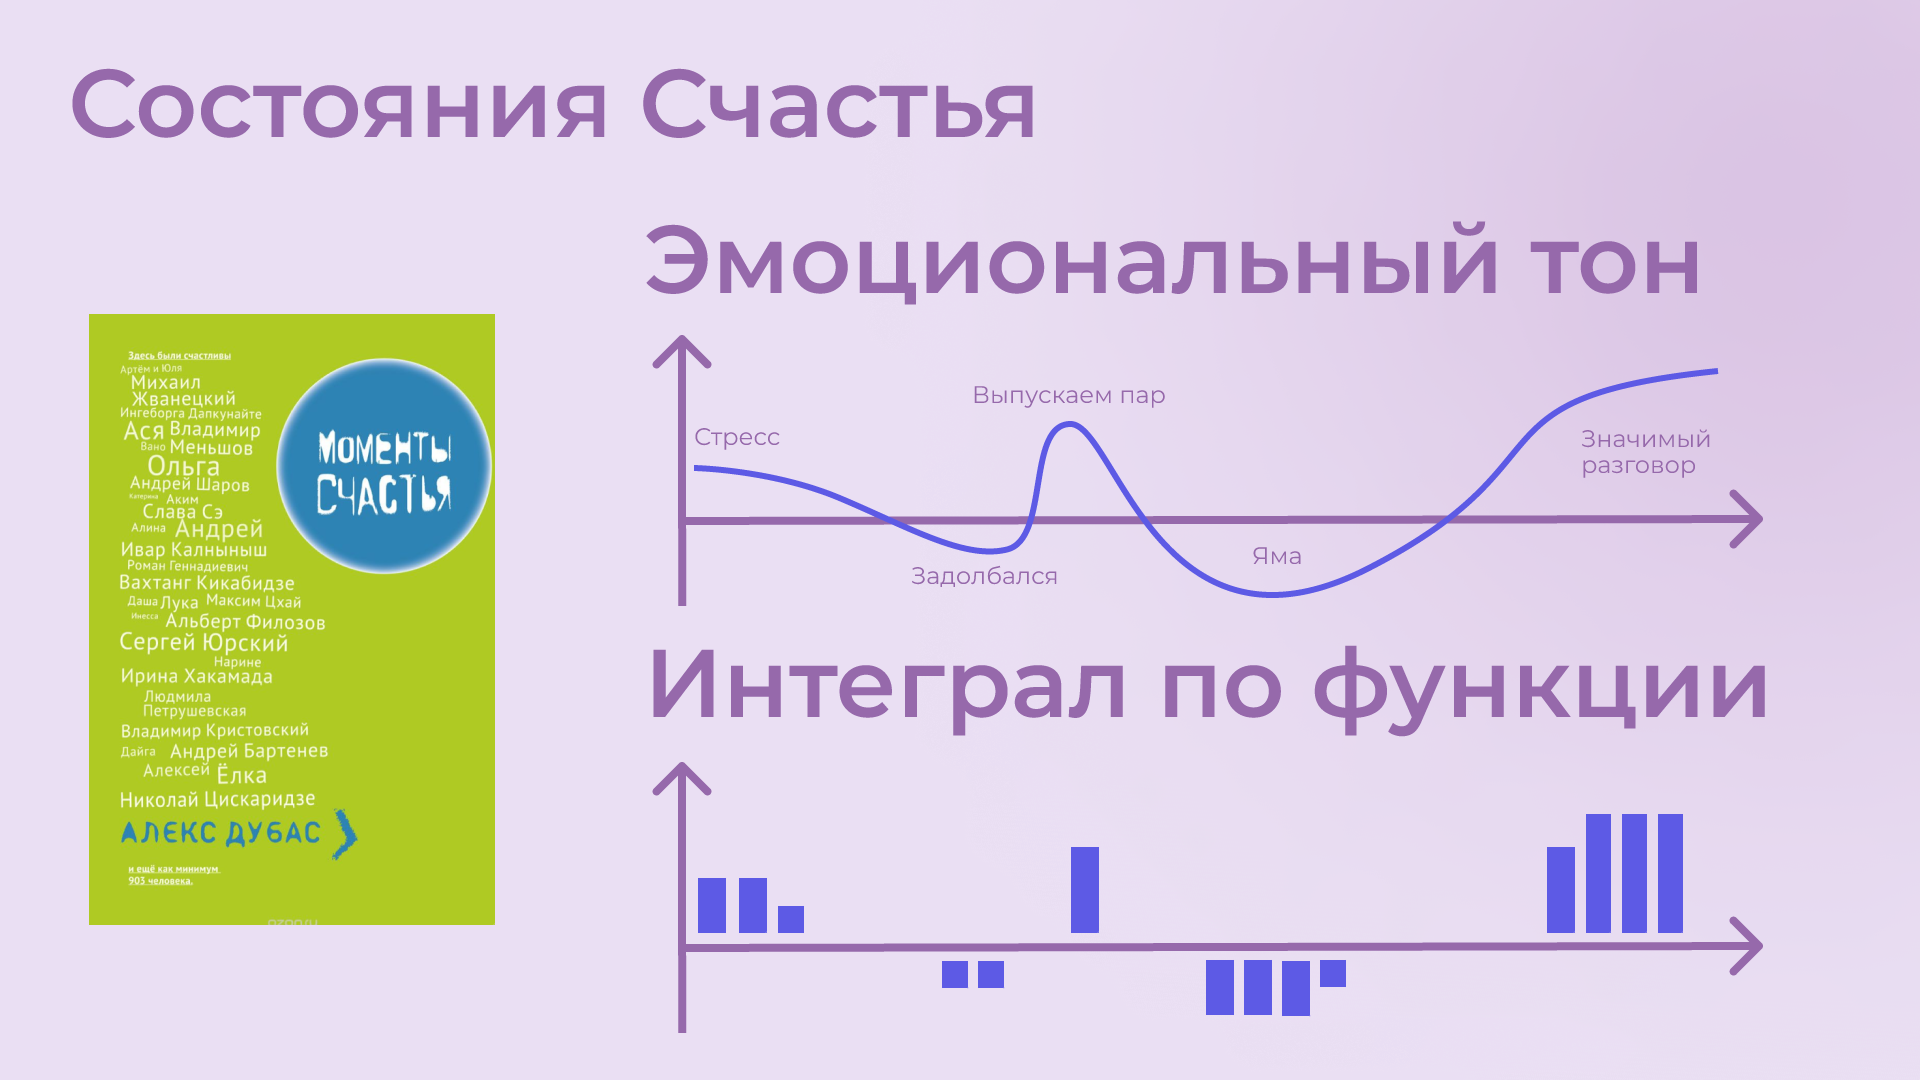 Состояния Счастья
Эмоциональный тон
Выпускаем пар
Стресс
Значимый
разговор
Яма
Задолбался
Интеграл по функции
Здесь были счастливы
Артём и Юля
Михаил
Жванецкий
Ингеборга Дапкунайте
Ася Владимир
Вано Меньшов
Ольга
Андрей Шаров
Катерина Аким
Слава Сэ
Алина Андрей
Ивар Калныньш
Роман Геннадиевич
Вахтанг Кикабидзе
Даша Лука Максим Цхай
Инесса Альберт Филозов
Сергей Юрский
Нарине
Ирина Хакамада
Людмила
Петрушевская
Владимир Кристовский
Дайга Андрей Бартенев
Алексей Ёлка
Николай Цискаридзе
АЛЕКС ДУБАС
и ещё как минимум
903 человека.
МОМЕНТЫ
СЧАСТЬЯ